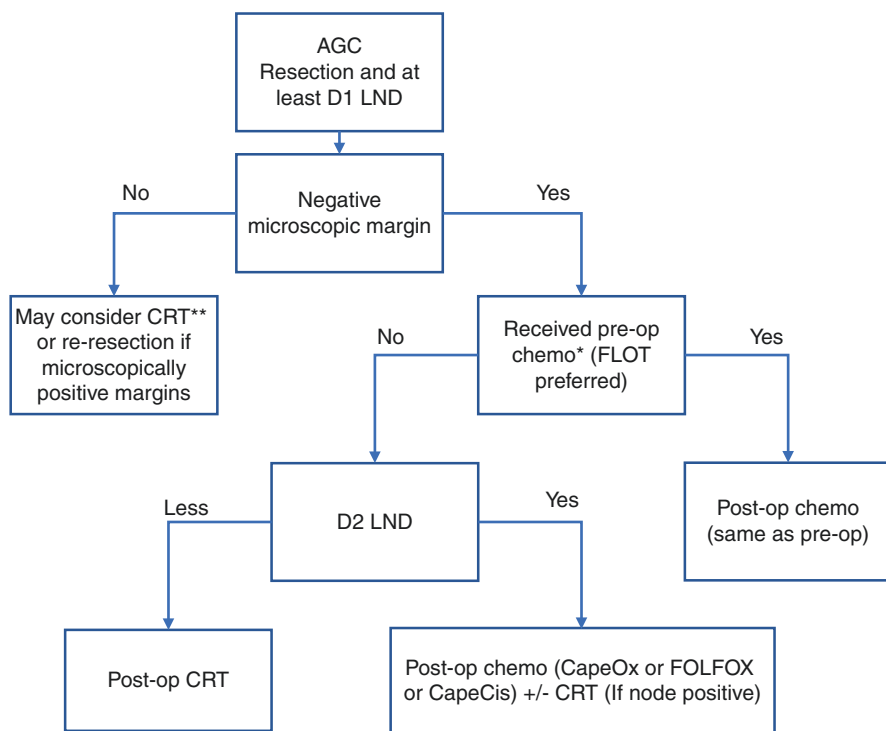 AGC
Resection and at
least D1 LND
No
Negative
microscopic margin
Yes
May consider CRT**
or re-resection if
microscopically
positive margins
No
Received pre-op
chemo* (FLOT
preferred)
Yes
Less
D2 LND
Yes
Post-op chemo
(same as pre-op)
Post-op CRT
Post-op chemo (CapeOx or FOLFOX
or CapeCis) +/- CRT (If node positive)